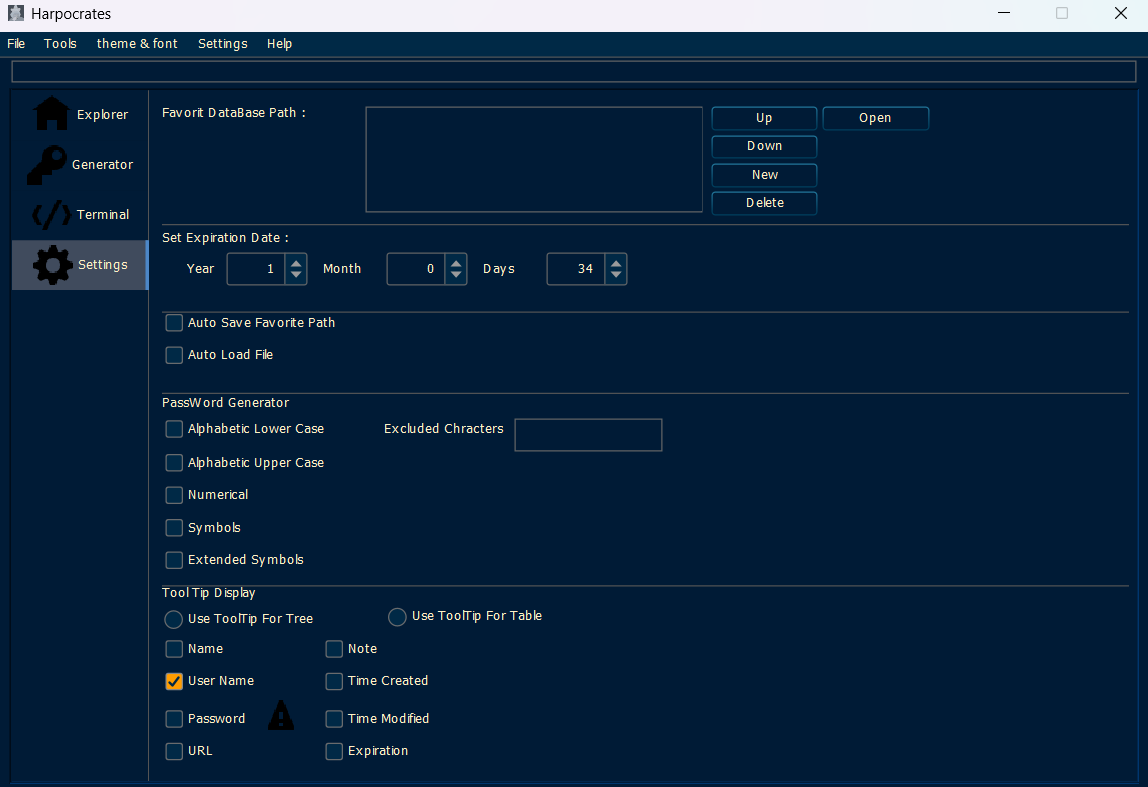 Harpocrates
File Tools theme & font Settings Help
Explorer
Generator
Terminal
Settings
Favorit DataBase Path :
Up Open
Down
New
Delete
Set Expiration Date :
Year 1 Month 0 Days 34
Auto Save Favorite Path
Auto Load File
PassWord Generator
Alphabetic Lower Case Excluded Chracters
Alphabetic Upper Case
Numerical
Symbols
Extended Symbols
Tool Tip Display
Use ToolTip For Tree Use ToolTip For Table
Name Note
User Name Time Created
Password Time Modified
URL Expiration